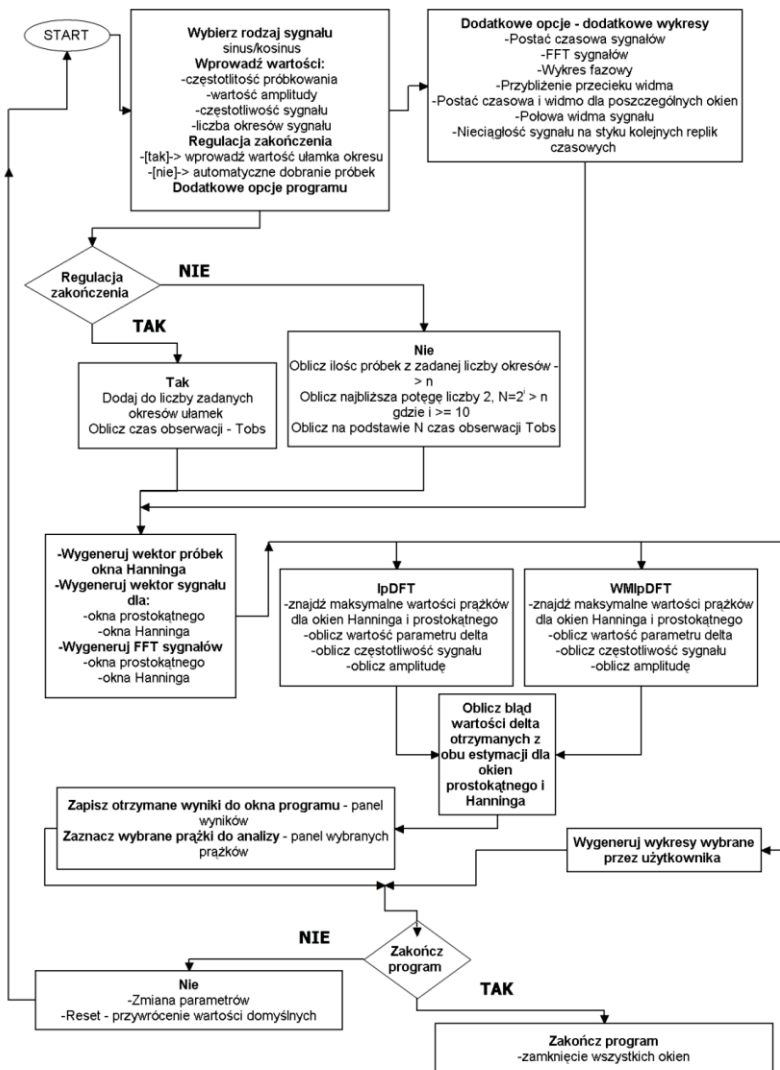 START
Wybierz rodzaj sygnału
sinus/kosinus
Wprowadź wartości:
-częstotlitość próbkowania
-wartość amplitudy
-częstotliwość sygnału
-liczba okresów sygnału
Regulacja zakończenia
-[tak]-> wprowadź wartość ułamka okresu
-[nie]-> automatyczne dobranie próbek
Dodatkowe opcje programu
Dodatkowe opcje - dodatkowe wykresy
-Postać czasowa sygnałów
-FFT sygnałów
-Wykres fazowy
-Przybliżenie przecieku widma
-Postać czasowa i widmo dla poszczególnych okien
-Połowa widma sygnału
-Nieciągłość sygnału na styku kolejnych replik
czasowych
Regulacja
zakończenia
NIE
TAK
Tak
Dodaj do liczby zadanych
okresów ułamek
Oblicz czas obserwacji - Tobs
Nie
Oblicz ilośc próbek z zadanej liczby okresów -
> n
Oblicz najbliższa potęgę liczby 2, N=2^i > n
gdzie i >= 10
Oblicz na podstawie N czas obserwacji Tobs
-Wygeneruj wektor próbek
okna Hanninga
-Wygeneruj wektor sygnału
dla:
-okna prostokątnego
-okna Hanninga
-Wygeneruj FFT sygnałów
-okna prostokątnego
-okna Hanninga
IpDFT
-znajdź maksymalne wartości prążków
dla okien Hanninga i prostokątnego
-oblicz wartość parametru delta
-oblicz częstotliwość sygnału
-oblicz amplitudę
WMIpDFT
-znajdź maksymalne wartości prążków
dla okien Hanninga i prostokątnego
-oblicz wartość parametru delta
-oblicz częstotliwość sygnału
-oblicz amplitudę
Oblicz błąd
wartości delta
otrzymanych z
obu estymacji dla
okien
prostokątnego i
Hanninga
Zapisz otrzymane wyniki do okna programu - panel
wyników
Zaznacz wybrane prążki do analizy - panel wybranych
prążków
Wygeneruj wykresy wybrane
przez użytkownika
NIE
Zakończ
program
TAK
Nie
-Zmiana parametrów
-Reset - przywrócenie wartości domyślnych
Zakończ program
-zamknięcie wszystkich okien